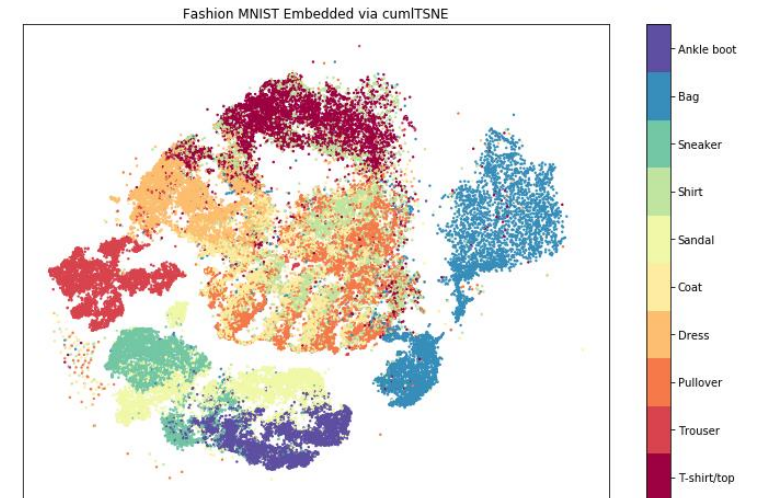 Fashion MNIST Embedded via cumlTSNE
Ankle boot
Bag
Sneaker
Shirt
Sandal
Coat
Dress
Pullover
Trouser
T-shirt/top